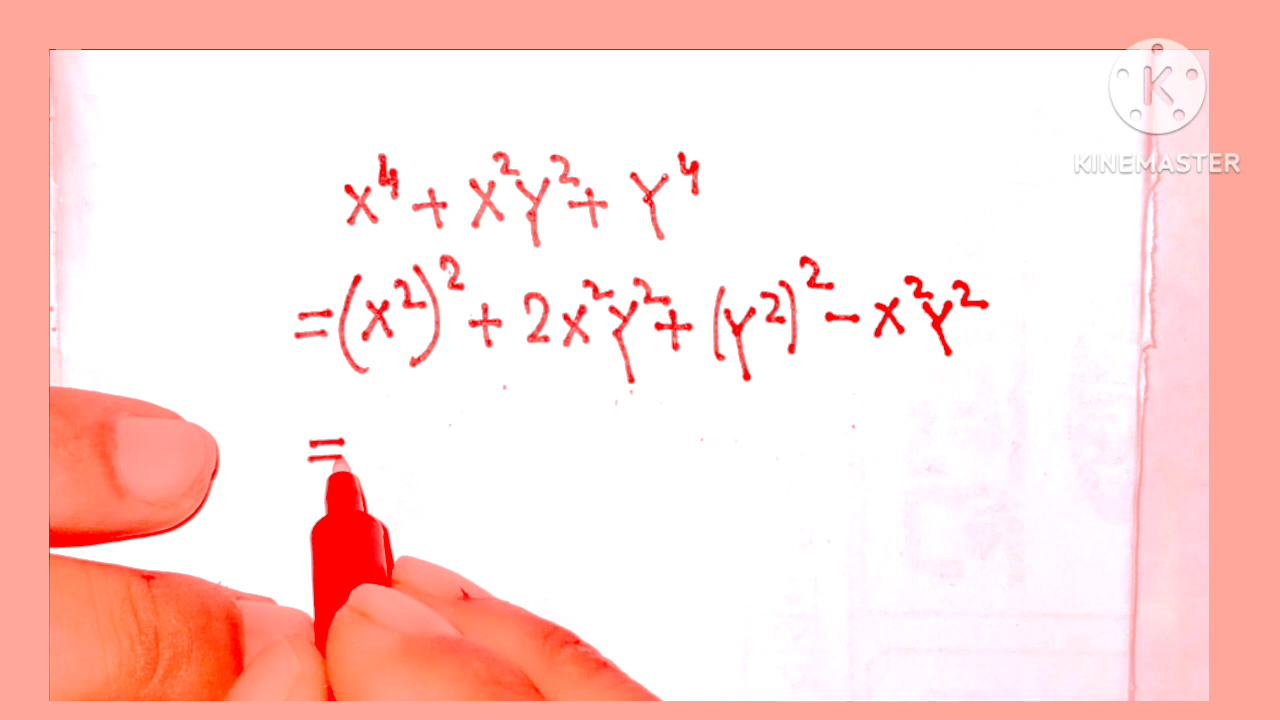 x⁴ + x²y² + y⁴
= (x²)² + 2x²y² + (y²)² - x²y²
=
K
KINEMASTER